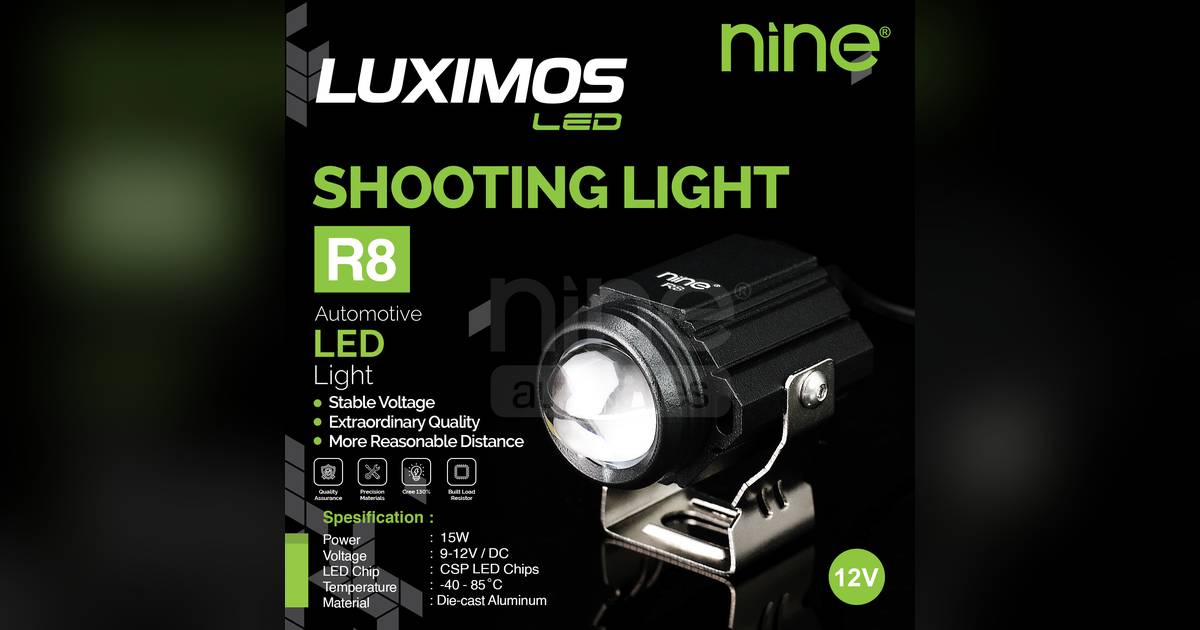 nine®
LUXIMOS
LED
SHOOTING LIGHT
R8
Automotive
LED
Light
Stable Voltage
Extraordinary Quality
More Reasonable Distance
Quality Assurance
Precision Materials
Cree 130%
Built Load Resistor
Spesification :
Power : 15W
Voltage : 9-12V / DC
LED Chip : CSP LED Chips
Temperature : -40 - 85°C
Material : Die-cast Aluminum
nine®
R8
nine®
12V